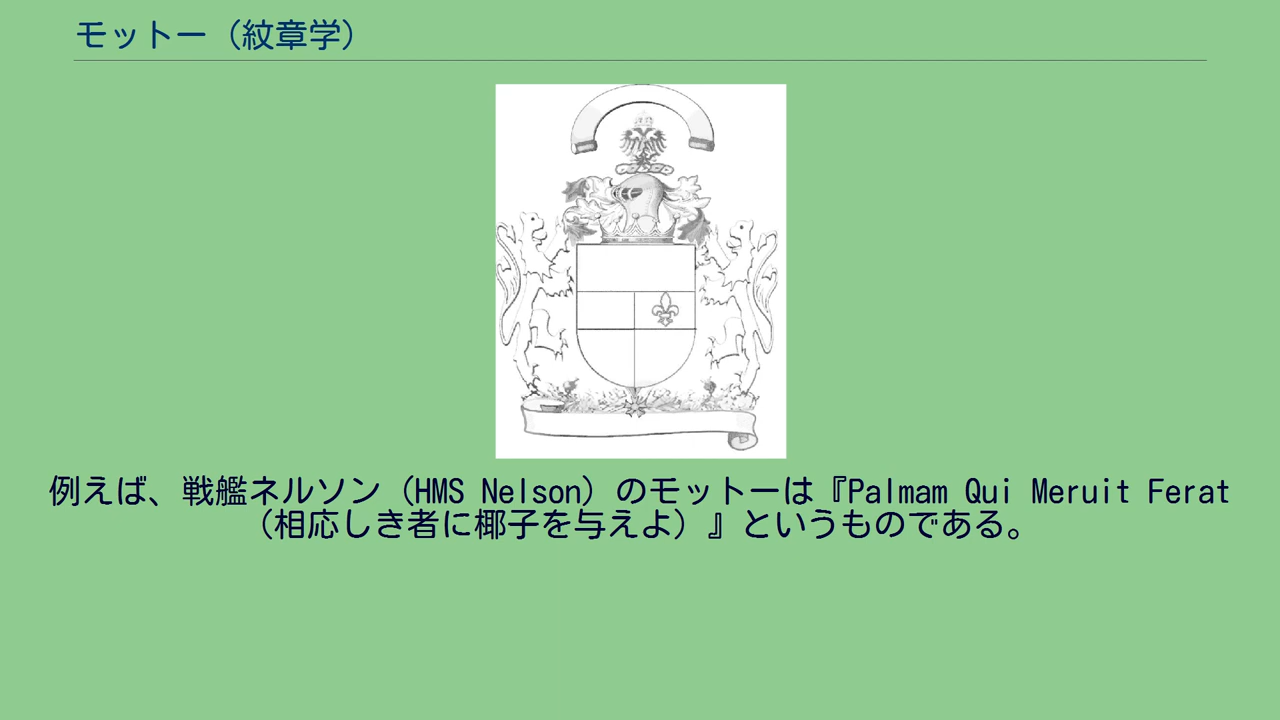 モットー（紋章学）
例えば、戦艦ネルソン（HMS Nelson）のモットーは『Palmam Qui Meruit Ferat
（相応しき者に椰子を与えよ）』というものである。